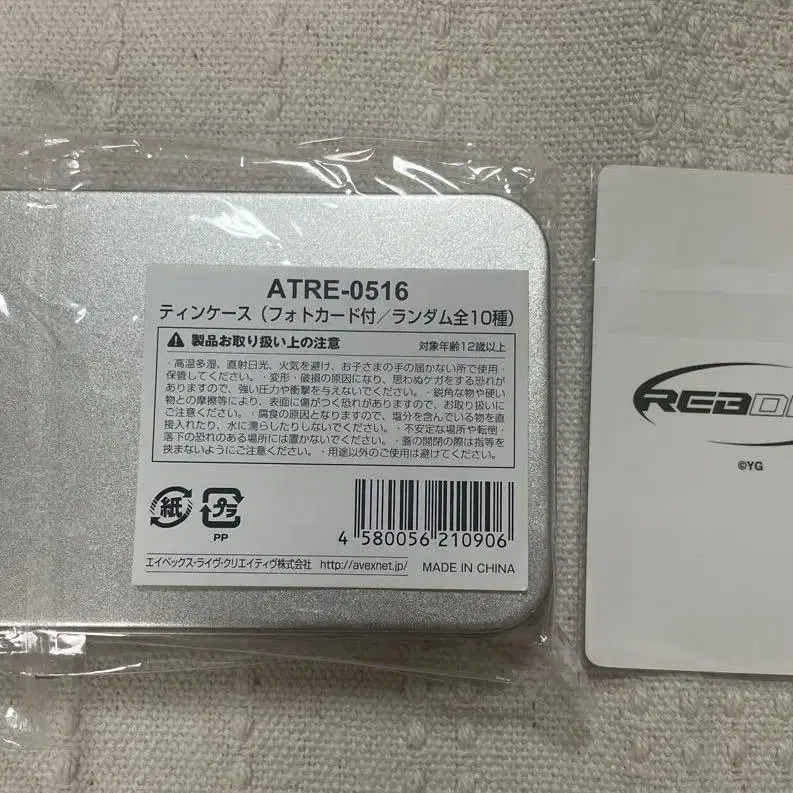 ATRE-0516
ティンケース（フォトカード付／ランダム全10種）
製品お取り扱い上の注意 対象年齢12歳以上
・高温多湿、直射日光、火気を避け、お子さまの手の届かない所で使用・
保管してください。・変形・破損の原因になり、思わぬケガをする恐れが
ありますので、強い圧力や衝撃を与えないでください。・鋭角な物や硬い
物との摩擦等により、表面に傷がつく恐れがありますので、お取り扱いに
ご注意ください。・腐食の原因となりますので、塩分を含んでいる物を直
接入れたり、水に濡らしたりしないでください。・不安定な場所や転倒・
落下の恐れのある場所には置かないでください。・蓋の開閉の際は指等を
挟まないようにご注意ください。・用途以外のご使用は避けてください。
紙 プラ
PP
4 580056 210906
エイベックス・ライヴ・クリエイティヴ株式会社 http://avexnet.jp/ MADE IN CHINA
©YG